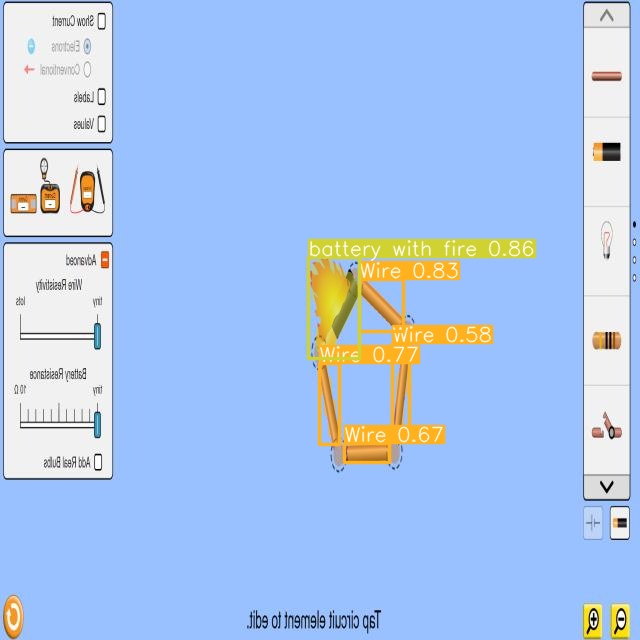 Show Current
Electrons
Conventional
Labels
Values
Advanced
Wire Resistivity
lots tiny
Battery Resistance
10 Ω tiny
Add Real Bulbs
battery with fire 0.86
Wire 0.83
Wire 0.58
Wire 0.77
Wire 0.67
Tap circuit element to edit.